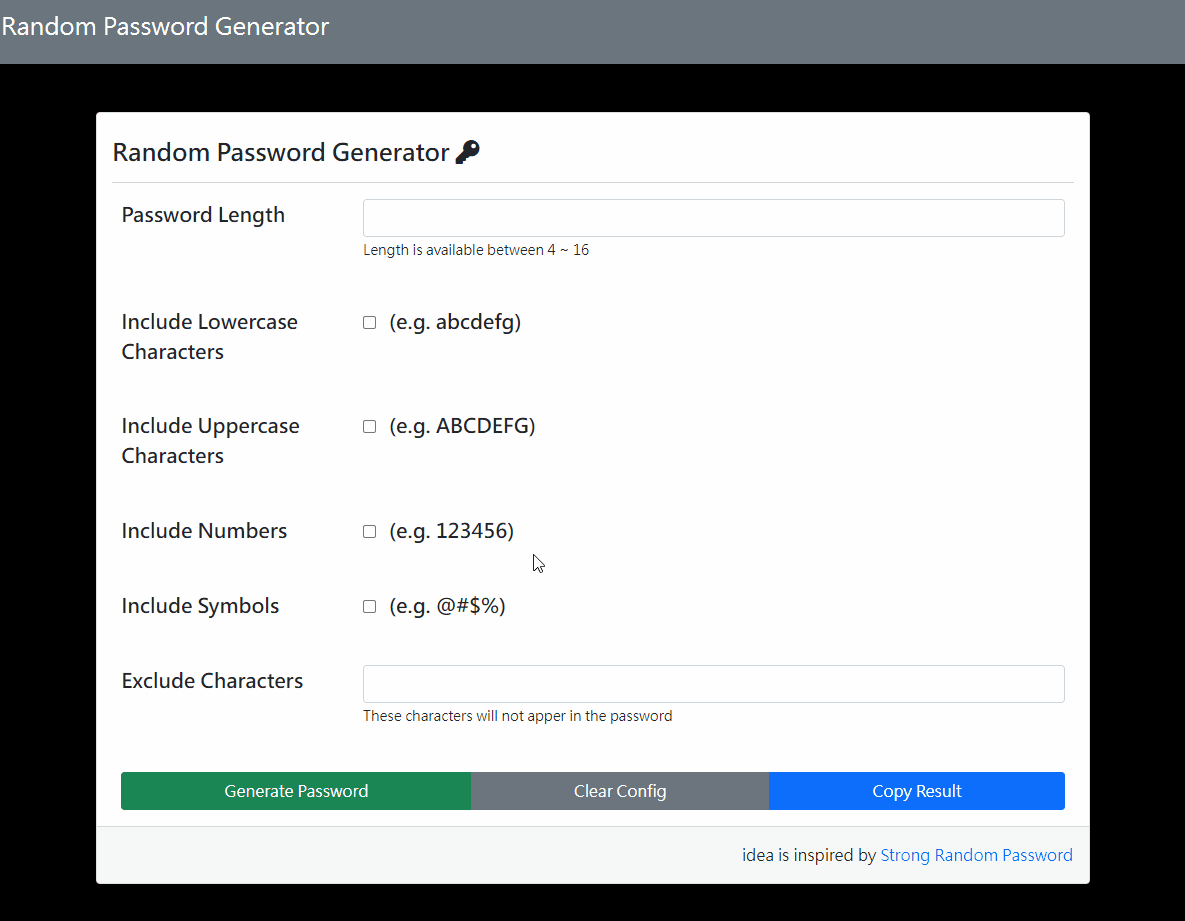 Random Password Generator
Random Password Generator
Password Length
Length is available between 4 ~ 16
Include Lowercase
Characters
(e.g. abcdefg)
Include Uppercase
Characters
(e.g. ABCDEFG)
Include Numbers
(e.g. 123456)
Include Symbols
(e.g. @#$%)
Exclude Characters
These characters will not apper in the password
Generate Password
Clear Config
Copy Result
idea is inspired by Strong Random Password